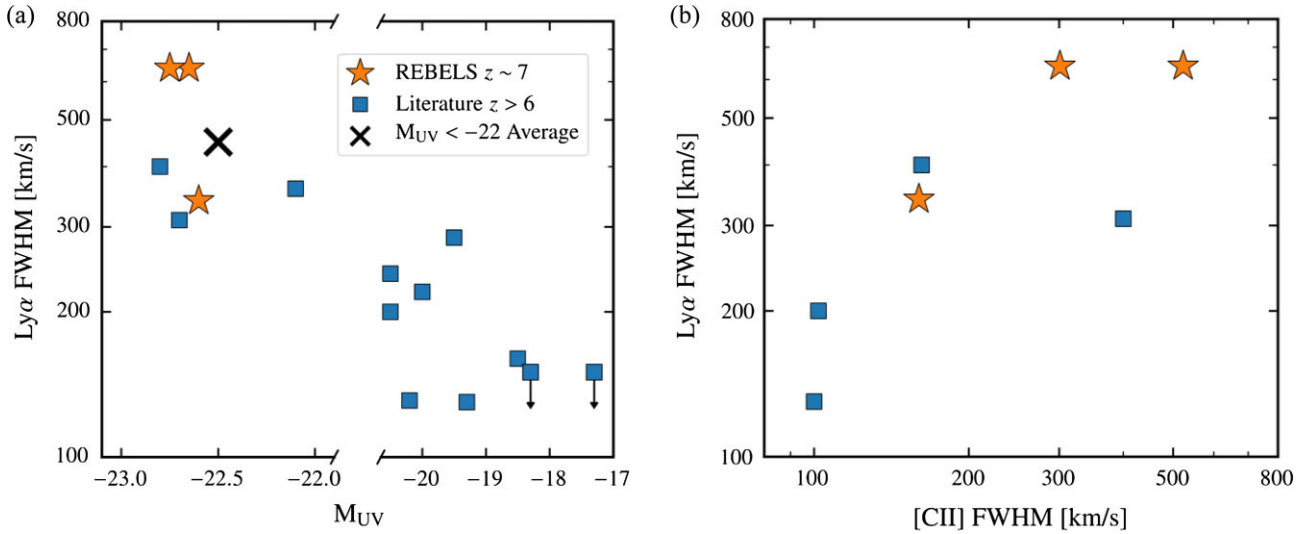 (a)
800
500
300
200
100
Lyα FWHM [km/s]
−23.0 −22.5 −22.0 −20 −19 −18 −17
M_UV
REBELS z ~ 7
Literature z > 6
M_UV < −22 Average
(b)
800
500
300
200
100
Lyα FWHM [km/s]
100 200 300 500 800
[CII] FWHM [km/s]